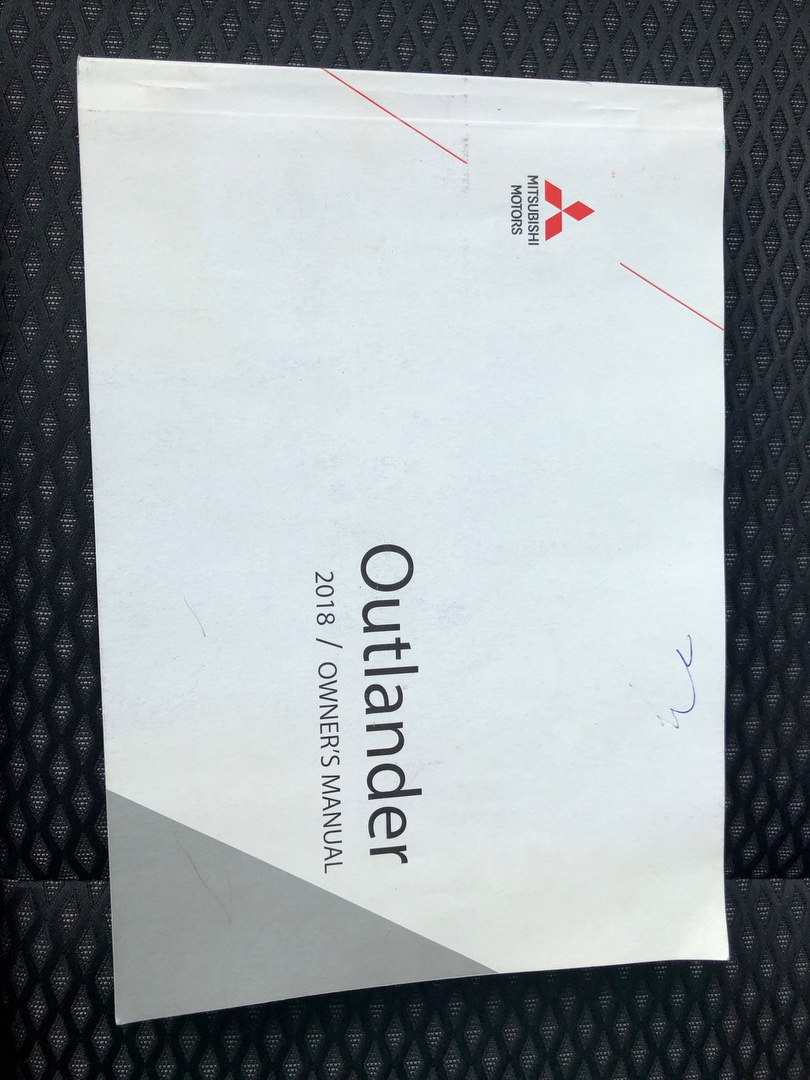 MITSUBISHI
MOTORS
Outlander
2018 / OWNER'S MANUAL